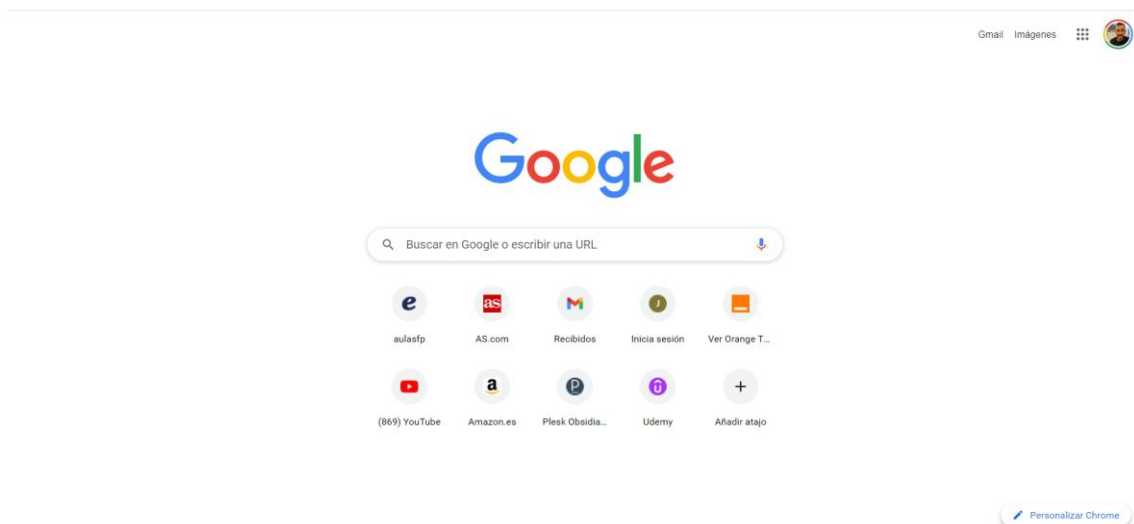 Gmail Imágenes
Google
Buscar en Google o escribir una URL
e as J
aulasfp AS.com Recibidos Inicia sesión Ver Orange T...
a P
(869) YouTube Amazon.es Plesk Obsidia... Udemy Añadir atajo
Personalizar Chrome